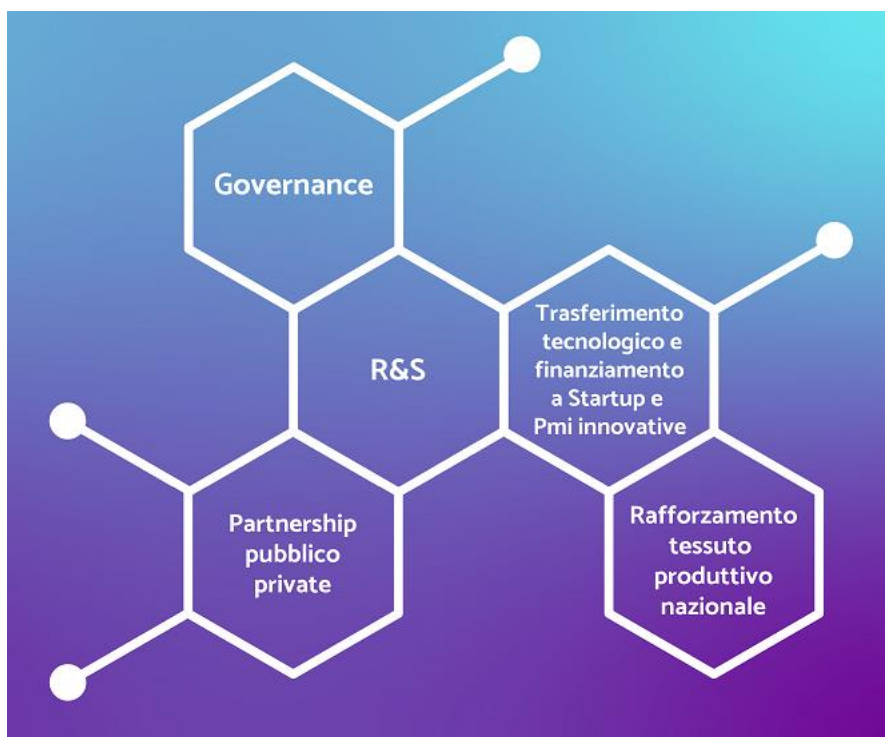 Governance
R&S
Trasferimento
tecnologico e
finanziamento
a Startup e
Pmi innovative
Partnership
pubblico
private
Rafforzamento
tessuto
produttivo
nazionale